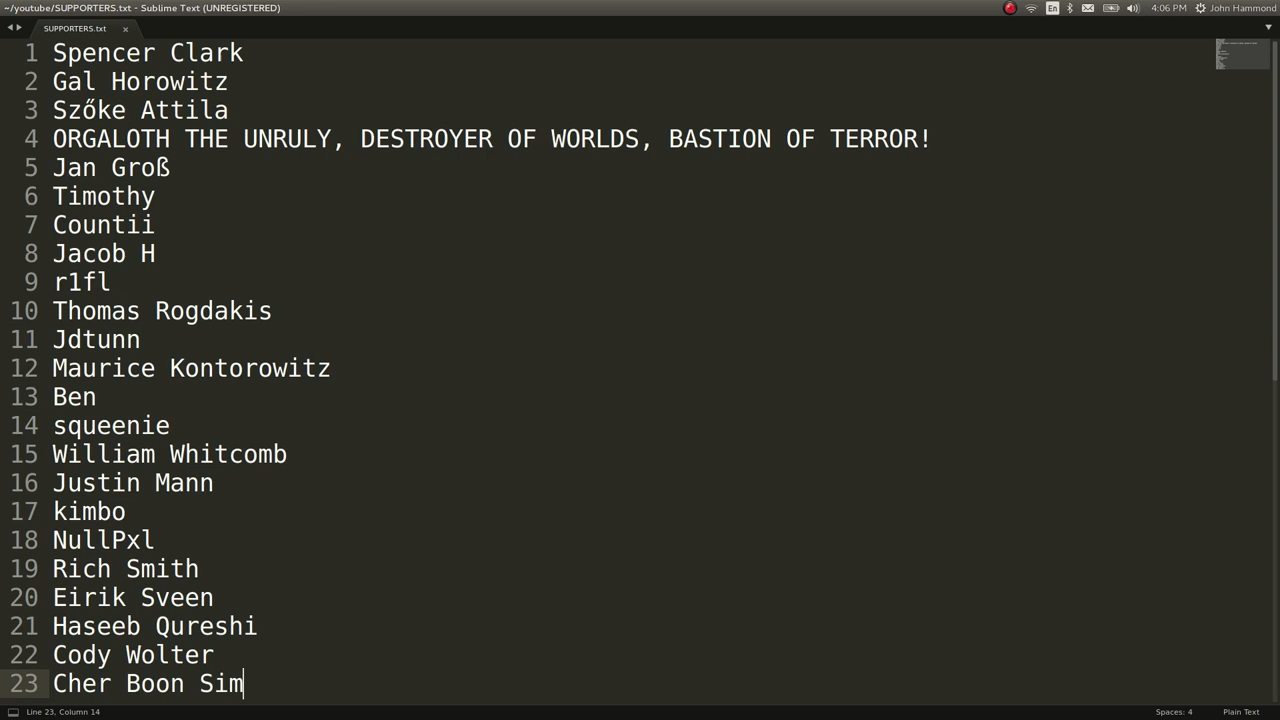 ~/youtube/SUPPORTERS.txt - Sublime Text (UNREGISTERED)
En
4:06 PM
John Hammond
SUPPORTERS.txt
1 Spencer Clark
2 Gal Horowitz
3 Szőke Attila
4 ORGALOTH THE UNRULY, DESTROYER OF WORLDS, BASTION OF TERROR!
5 Jan Groß
6 Timothy
7 Countii
8 Jacob H
9 r1fl
10 Thomas Rogdakis
11 Jdtunn
12 Maurice Kontorowitz
13 Ben
14 squeenie
15 William Whitcomb
16 Justin Mann
17 kimbo
18 NullPxl
19 Rich Smith
20 Eirik Sveen
21 Haseeb Qureshi
22 Cody Wolter
23 Cher Boon Sim
Line 23, Column 14
Spaces: 4
Plain Text